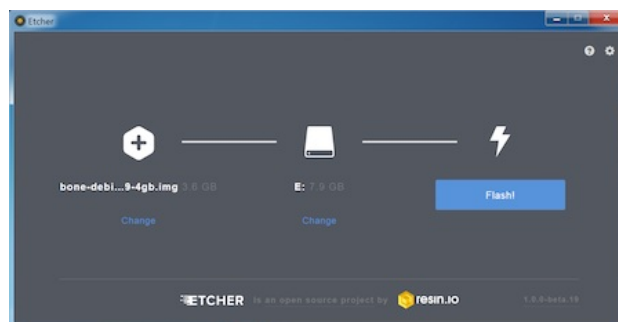 Etcher
bone-debi...9-4gb.img 3.6 GB
E: 7.9 GB
Flash!
Change
Change
ETCHER is an open source project by resin.io
1.0.0-beta.19